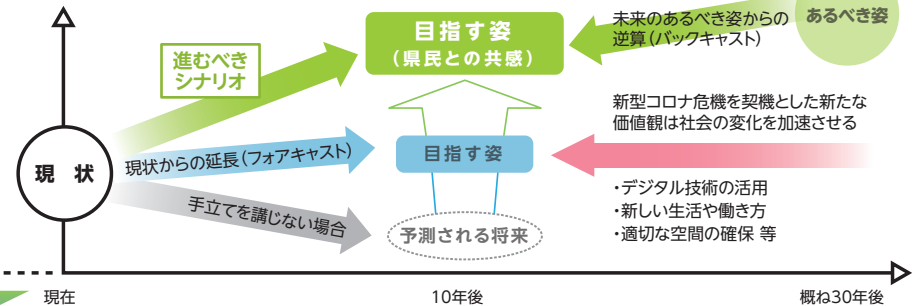 目指す姿
（県民との共感）
未来のあるべき姿からの
逆算（バックキャスト）
あるべき姿
進むべき
シナリオ
新型コロナ危機を契機とした新たな
価値観は社会の変化を加速させる
現　状
現状からの延長（フォアキャスト）
目指す姿
手立てを講じない場合
予測される将来
・デジタル技術の活用
・新しい生活や働き方
・適切な空間の確保 等
現在
10年後
概ね30年後